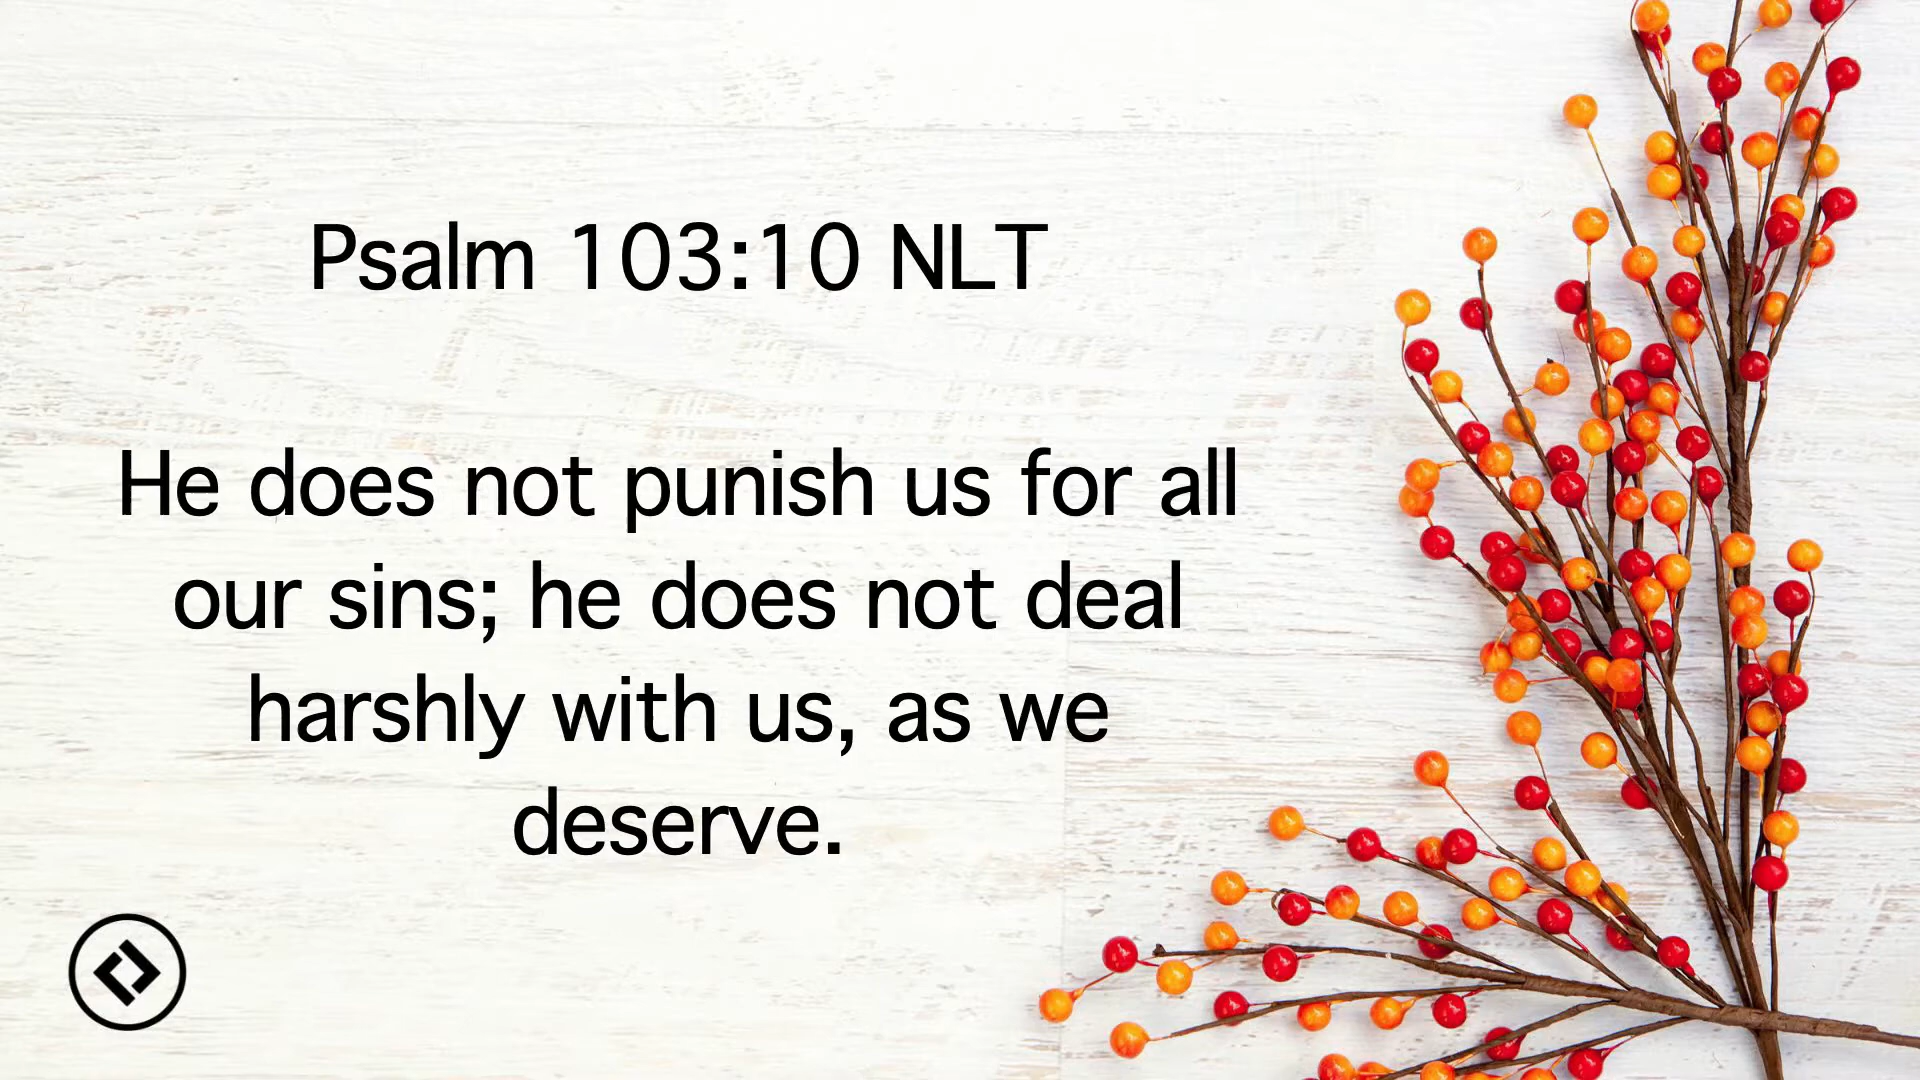 Psalm 103:10 NLT
He does not punish us for all
our sins; he does not deal
harshly with us, as we
deserve.